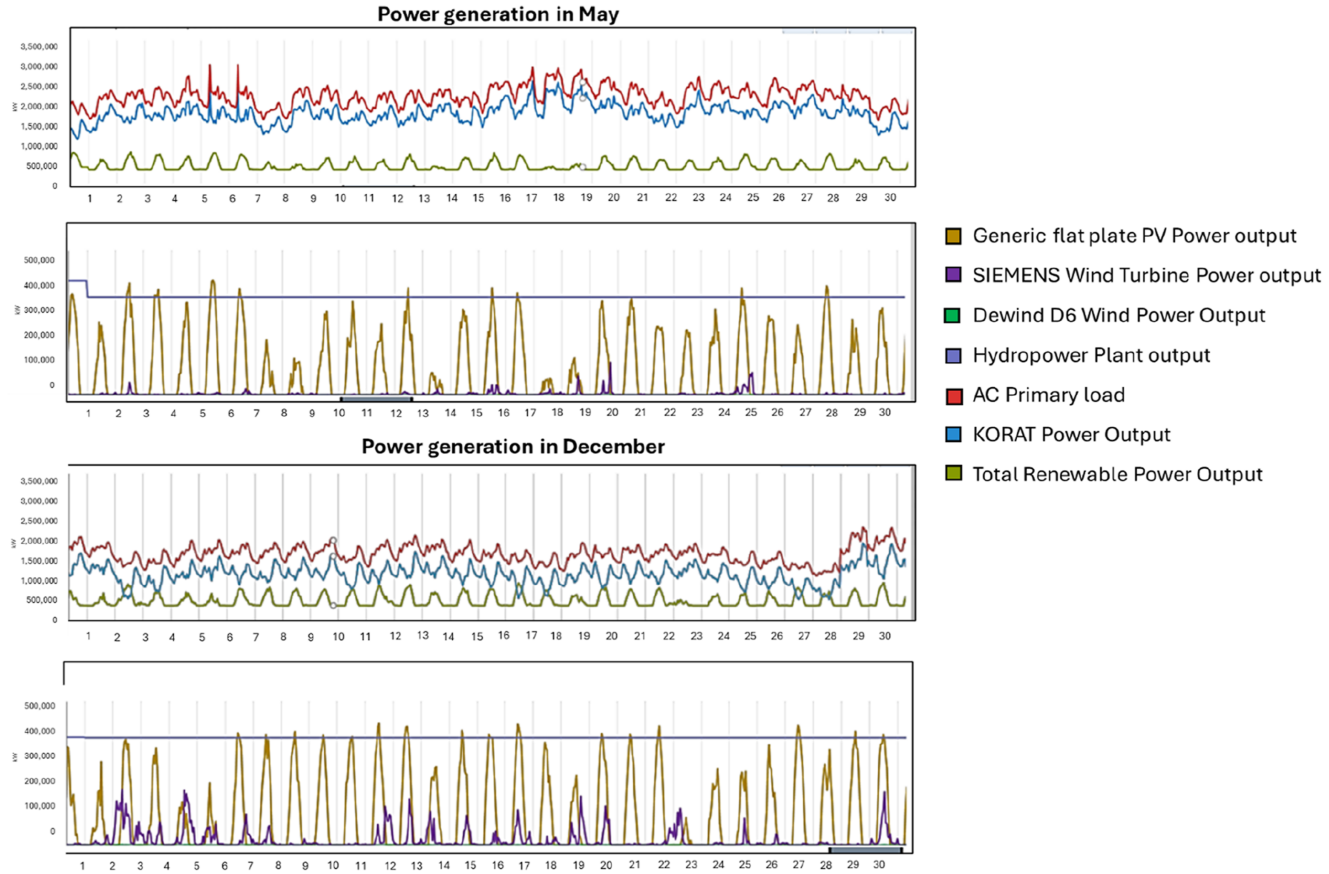 Power generation in May
3,500,000
3,000,000
2,500,000
kW
2,000,000
1,500,000
1,000,000
500,000
0
1 2 3 4 5 6 7 8 9 10 11 12 13 14 15 16 17 18 19 20 21 22 23 24 25 26 27 28 29 30
500,000
400,000
kW
300,000
200,000
100,000
0
1 2 3 4 5 6 7 8 9 10 11 12 13 14 15 16 17 18 19 20 21 22 23 24 25 26 27 28 29 30
Generic flat plate PV Power output
SIEMENS Wind Turbine Power output
Dewind D6 Wind Power Output
Hydropower Plant output
AC Primary load
KORAT Power Output
Total Renewable Power Output
Power generation in December
3,500,000
3,000,000
2,500,000
kW
2,000,000
1,500,000
1,000,000
500,000
0
1 2 3 4 5 6 7 8 9 10 11 12 13 14 15 16 17 18 19 20 21 22 23 24 25 26 27 28 29 30
500,000
400,000
kW
300,000
200,000
100,000
0
1 2 3 4 5 6 7 8 9 10 11 12 13 14 15 16 17 18 19 20 21 22 23 24 25 26 27 28 29 30